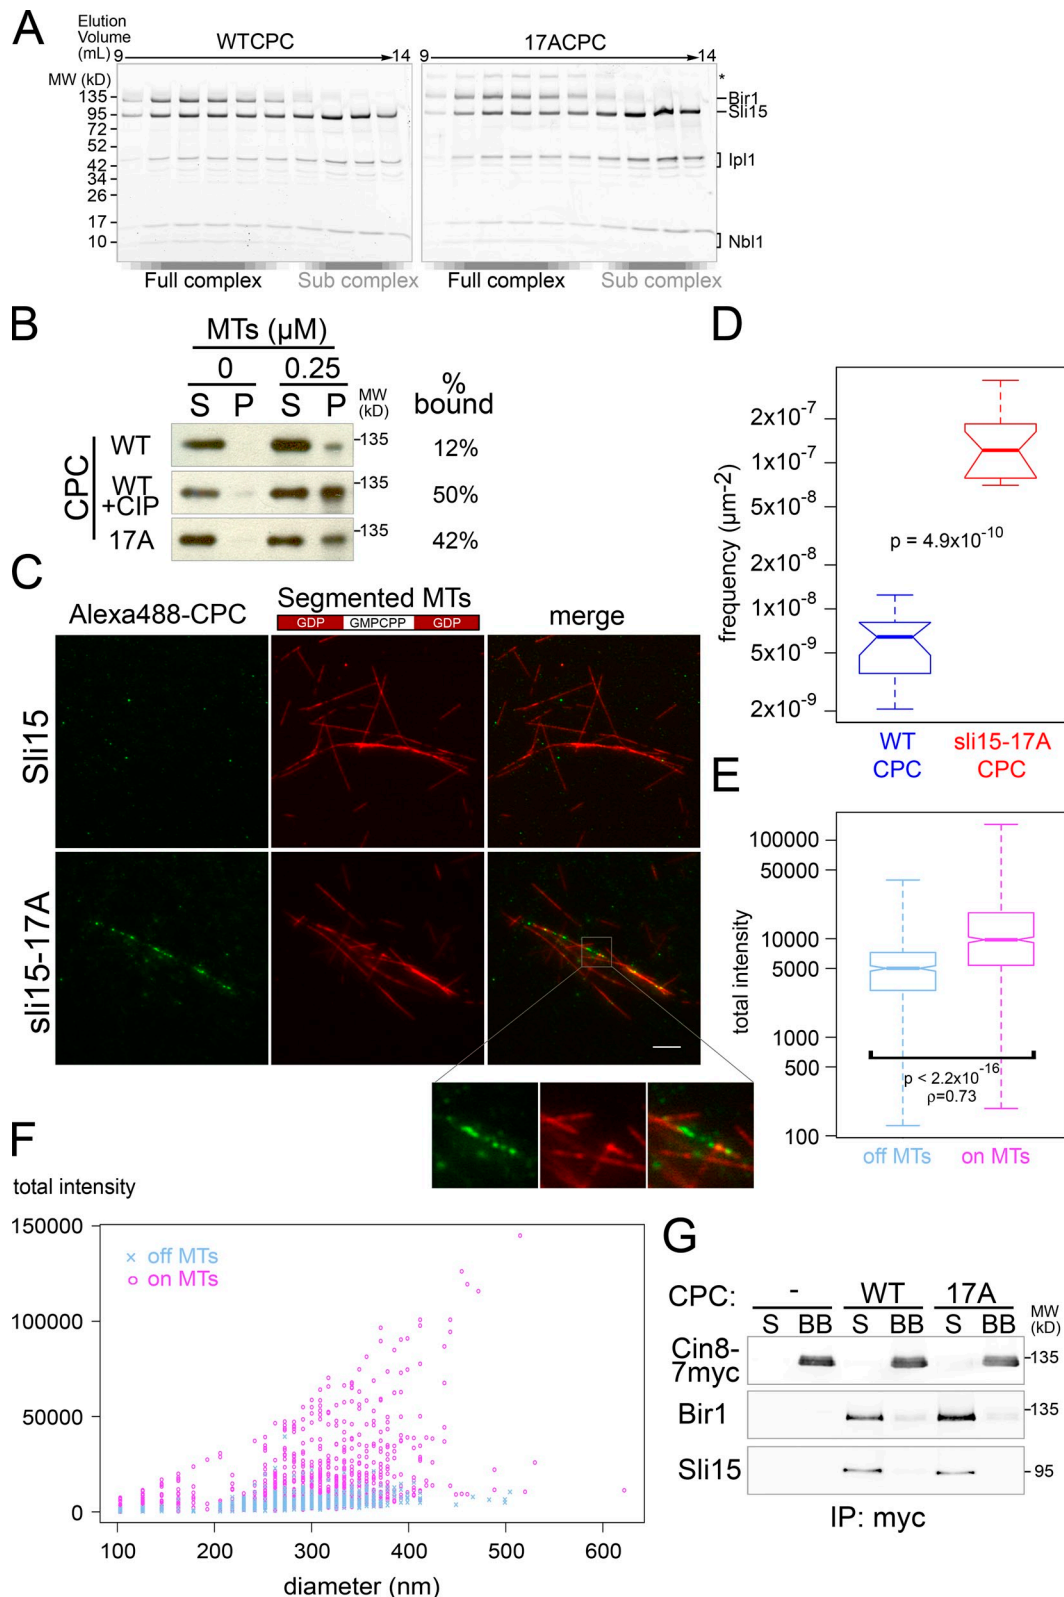 A
Elution
Volume
(mL)
9
14
WTCPC
9
14
17ACPC
MW (kD)
135
95
72
52
42
34
26
17
10
*
Bir1
Sli15
Ipl1
Nbl1
Full complex
Sub complex
Full complex
Sub complex
B
MTs (µM)
0
0.25
S P S P
MW
(kD)
%
bound
CPC
WT
-135
12%
WT
+CIP
-135
50%
17A
-135
42%
C
Alexa488-CPC
Segmented MTs
GDP GMPCPP GDP
merge
Sli15
sli15-17A
D
frequency (µm-2)
2x10-7
1x10-7
5x10-8
2x10-8
1x10-8
5x10-9
2x10-9
p = 4.9x10-10
WT
CPC
sli15-17A
CPC
E
total intensity
100000
50000
10000
5000
1000
500
100
p < 2.2x10-16
ρ=0.73
off MTs
on MTs
F
total intensity
150000
100000
50000
0
x off MTs
o on MTs
100 200 300 400 500 600
diameter (nm)
G
CPC: - WT 17A
S BB S BB S BB
MW
(kD)
Cin8-
7myc
-135
Bir1
135
Sli15
-95
IP: myc